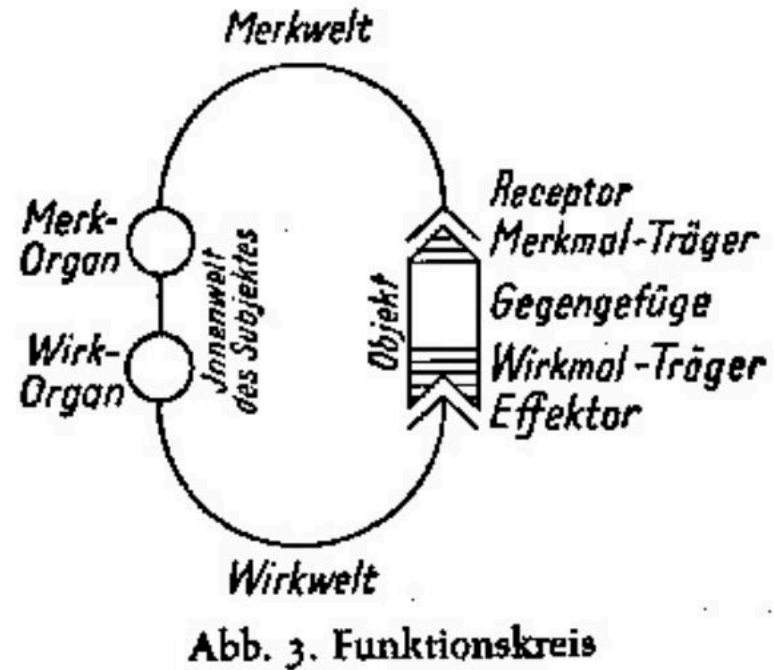 Merkwelt
Merk-
Organ
Wirk-
Organ
Jnnenwelt
des Subjektes
Objekt
Receptor
Merkmal-Träger
Gegengefüge
Wirkmal-Träger
Effektor
Wirkwelt
Abb. 3. Funktionskreis